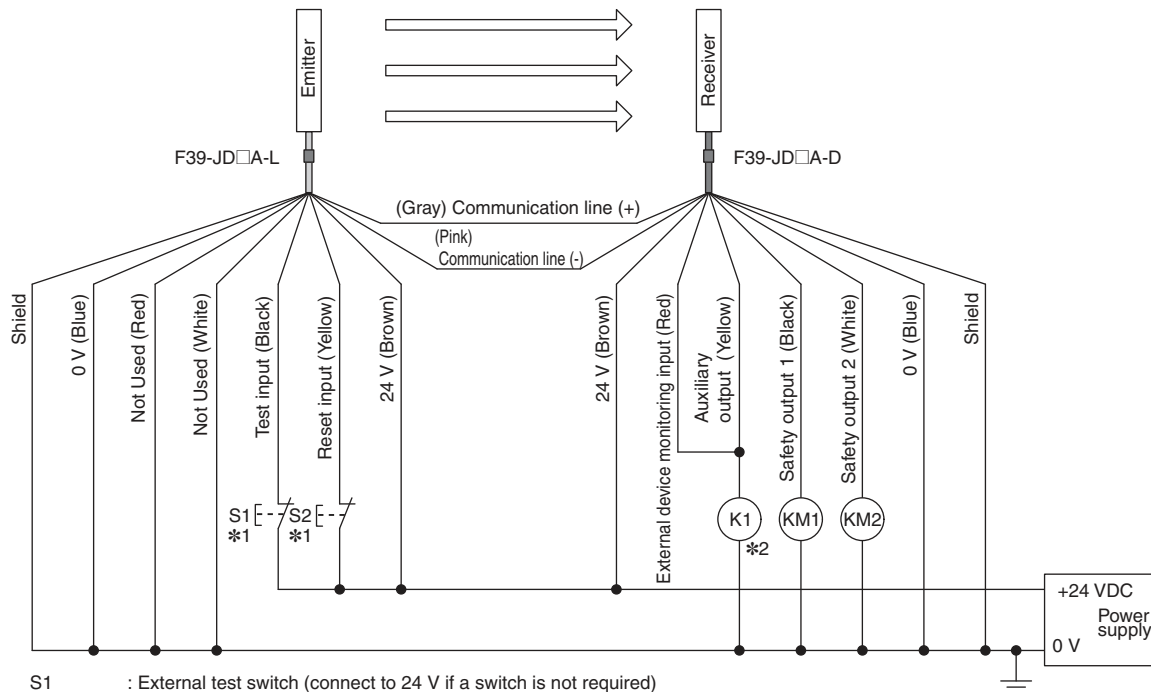 Emitter
Receiver
F39-JD□A-L
F39-JD□A-D
(Gray) Communication line (+)
(Pink)
Communication line (-)
Shield
0 V (Blue)
Not Used (Red)
Not Used (White)
Test input (Black)
Reset input (Yellow)
24 V (Brown)
24 V (Brown)
External device monitoring input (Red)
Auxiliary
output (Yellow)
Safety output 1 (Black)
Safety output 2 (White)
0 V (Blue)
Shield
S1
*1
S2
*1
K1
*2
KM1
KM2
+24 VDC
Power
supply
0 V
S1 : External test switch (connect to 24 V if a switch is not required)